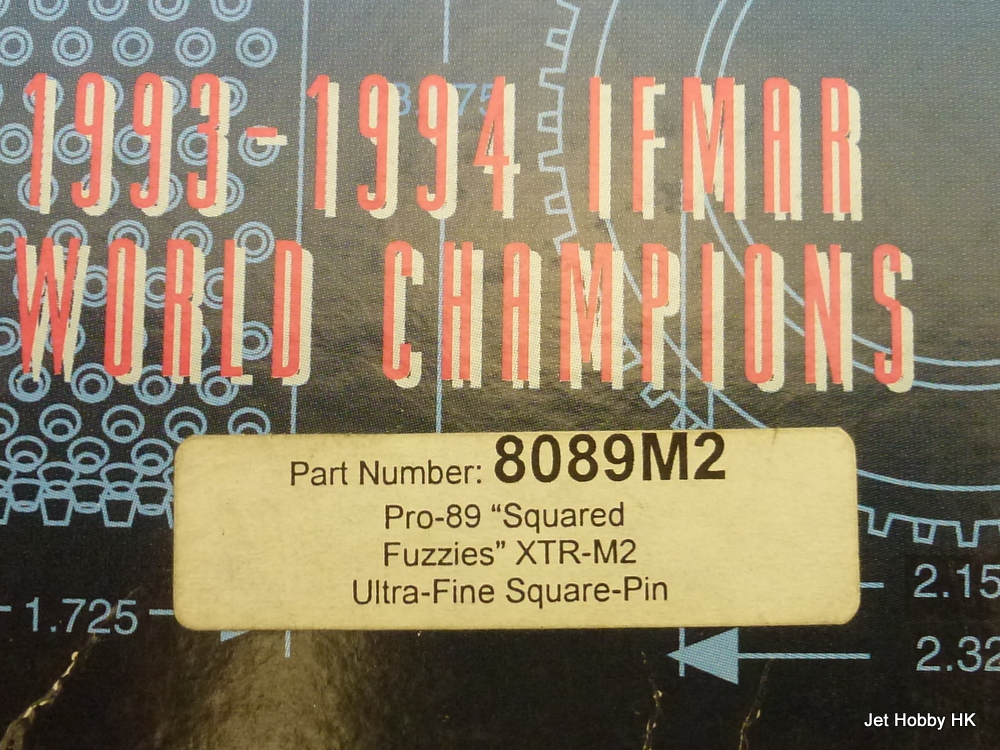 1993-1994 IFMAR
WORLD CHAMPIONS
Part Number: 8089M2
Pro-89 “Squared
Fuzzies” XTR-M2
Ultra-Fine Square-Pin
1.725
2.15
2.32
Jet Hobby HK